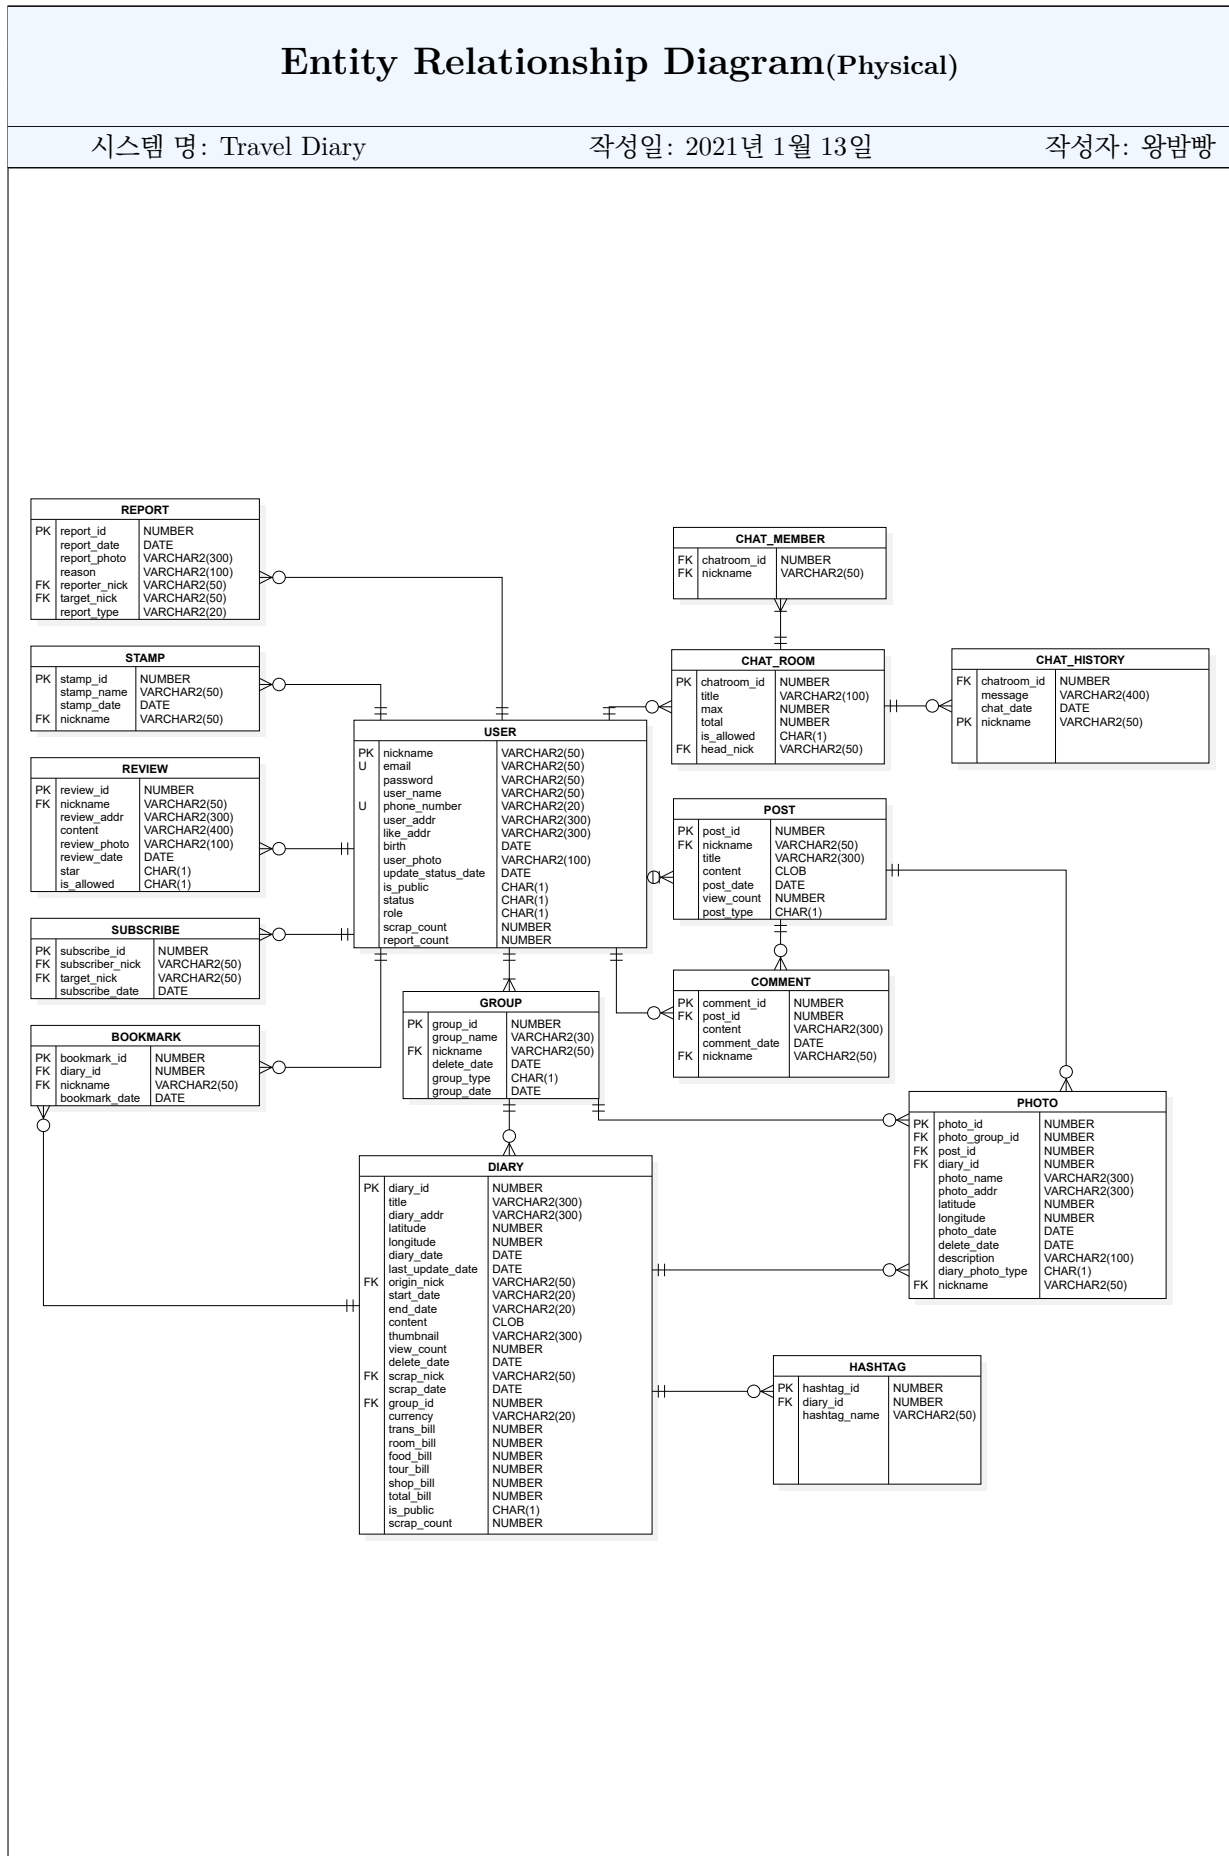 Entity Relationship Diagram(Physical)
시스템 명: Travel Diary 작성일: 2021년 1월 13일 작성자: 왕밤빵
REPORT
PK report_id NUMBER
report_date DATE
report_photo VARCHAR2(300)
reason VARCHAR2(100)
FK reporter_nick VARCHAR2(50)
FK target_nick VARCHAR2(50)
report_type VARCHAR2(20)
CHAT_MEMBER
FK chatroom_id NUMBER
FK nickname VARCHAR2(50)
STAMP
PK stamp_id NUMBER
stamp_name VARCHAR2(50)
stamp_date DATE
FK nickname VARCHAR2(50)
CHAT_ROOM
PK chatroom_id NUMBER
title VARCHAR2(100)
max NUMBER
total NUMBER
is_allowed CHAR(1)
FK head_nick VARCHAR2(50)
CHAT_HISTORY
FK chatroom_id NUMBER
message VARCHAR2(400)
chat_date DATE
PK nickname VARCHAR2(50)
USER
PK nickname VARCHAR2(50)
U email VARCHAR2(50)
password VARCHAR2(50)
user_name VARCHAR2(50)
U phone_number VARCHAR2(20)
user_addr VARCHAR2(300)
like_addr VARCHAR2(300)
birth DATE
user_photo VARCHAR2(100)
update_status_date DATE
is_public CHAR(1)
status CHAR(1)
role CHAR(1)
scrap_count NUMBER
report_count NUMBER
REVIEW
PK review_id NUMBER
FK nickname VARCHAR2(50)
review_addr VARCHAR2(300)
content VARCHAR2(400)
review_photo VARCHAR2(100)
review_date DATE
star CHAR(1)
is_allowed CHAR(1)
POST
PK post_id NUMBER
FK nickname VARCHAR2(50)
title VARCHAR2(300)
content CLOB
post_date DATE
view_count NUMBER
post_type CHAR(1)
SUBSCRIBE
PK subscribe_id NUMBER
FK subscriber_nick VARCHAR2(50)
FK target_nick VARCHAR2(50)
subscribe_date DATE
COMMENT
PK comment_id NUMBER
FK post_id NUMBER
content VARCHAR2(300)
comment_date DATE
FK nickname VARCHAR2(50)
GROUP
PK group_id NUMBER
group_name VARCHAR2(30)
FK nickname VARCHAR2(50)
delete_date DATE
group_type CHAR(1)
group_date DATE
BOOKMARK
PK bookmark_id NUMBER
FK diary_id NUMBER
FK nickname VARCHAR2(50)
bookmark_date DATE
PHOTO
PK photo_id NUMBER
FK photo_group_id NUMBER
FK post_id NUMBER
FK diary_id NUMBER
photo_name VARCHAR2(300)
photo_addr VARCHAR2(300)
latitude NUMBER
longitude NUMBER
photo_date DATE
delete_date DATE
description VARCHAR2(100)
diary_photo_type CHAR(1)
FK nickname VARCHAR2(50)
DIARY
PK diary_id NUMBER
title VARCHAR2(300)
diary_addr VARCHAR2(300)
latitude NUMBER
longitude NUMBER
diary_date DATE
last_update_date DATE
FK origin_nick VARCHAR2(50)
start_date VARCHAR2(20)
end_date VARCHAR2(20)
content CLOB
thumbnail VARCHAR2(300)
view_count NUMBER
delete_date DATE
FK scrap_nick VARCHAR2(50)
scrap_date DATE
FK group_id NUMBER
currency VARCHAR2(20)
trans_bill NUMBER
room_bill NUMBER
food_bill NUMBER
tour_bill NUMBER
shop_bill NUMBER
total_bill NUMBER
is_public CHAR(1)
scrap_count NUMBER
HASHTAG
PK hashtag_id NUMBER
FK diary_id NUMBER
hashtag_name VARCHAR2(50)